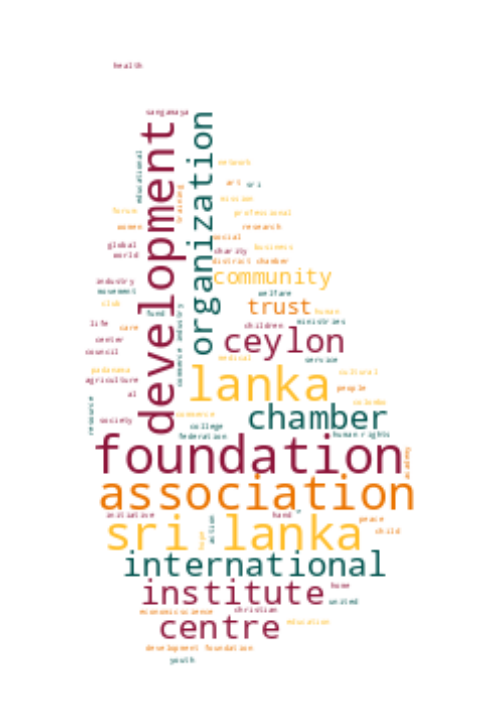 health
sangamaya
development
organization
educational
network
training
art
sri
mission
forum
professional
women
research
social
global
charity
business
world
district chamber
industry
community
movement
welfare
club
trust
human
fund
commerce industry
life
care
children
ministries
center
ceylon
council
medical
service
padanama
cultural
agriculture
lanka
people
al
resource
colombo
commerce
chamber
society
college
federation
human rights
foundation
academy
association
initiative
hand
peace
sri lanka
action
hope
child
international
institute
home
united
economic science
christian
centre
education
development foundation
youth